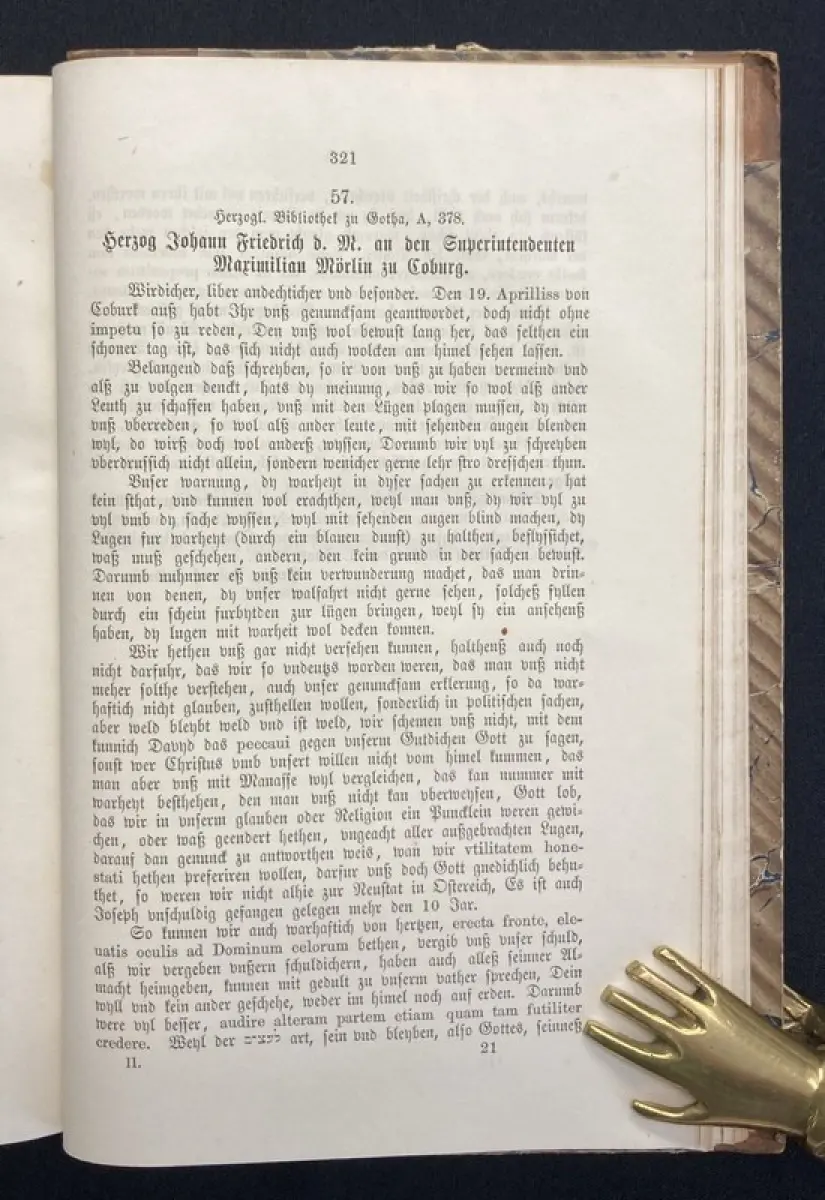 321
57.
Herzogl. Bibliothek zu Gotha, A, 378.
Herzog Johann Friedrich d. M. an den Superintendenten
Maximilian Mörlin zu Coburg.
Wirdicher, liber andechticher vnd besonder. Den 19. Aprilliss von
Coburk auß habt Ihr vnß genuncksam geantwordet, doch nicht ohne
impetu so zu reden, Den vnß wol bewust lang her, das selthen ein
schoner tag ist, das sich nicht auch wolcken am himel sehen lassen.
Belangend daß schreyben, so ir von vnß zu haben vermeind vnd
alß zu volgen denckt, hats dy meinung, das wir so wol alß ander
Leuth zu schaffen haben, vnß mit den Lügen plagen mussen, dy man
vnß vberreden, so wol alß ander leute, mit sehenden augen blenden
wyl, do wirß doch wol anderß wyssen, Dorumb wir vyl zu schreyben
vberdrussich nicht allein, sondern wenicher gerne lehr stro dresschen thun.
Vnser warnung, dy warheyt in dyser sachen zu erkennen, hat
kein sthat, vnd kunnen wol erachthen, weyl man vnß, dy wir vyl zu
vyl vmb dy sache wyssen, wyl mit sehenden augen blind machen, dy
Lugen fur warheyt (durch ein blauen dunst) zu halthen, beflyssichet,
waß muß geschehen, andern, den kein grund in der sachen bewust.
Darumb nuhnmer eß vnß kein verwunderung machet, das man drin-
nen von denen, dy vnser walfahrt nicht gerne sehen, solcheß fyllen
durch ein schein furbytden zur lügen bringen, weyl sy ein ansehenß
haben, dy lugen mit warheit wol decken konnen.
Wir hethen vnß gar nicht versehen kunnen, halthenß auch noch
nicht darfuhr, das wir so vndeutzs worden weren, das man vnß nicht
meher solthe verstehen, auch vnser genuncksam erklerung, so da war-
haftich nicht glauben, zusthellen wollen, sonderlich in politischen sachen,
aber weld bleybt weld vnd ist weld, wir schemen vnß nicht, mit dem
kunnich Davyd das peccaui gegen vnserm Gutdichen Gott zu sagen,
sonst wer Christus vmb vnsert willen nicht vom himel kummen, das
man aber vnß mit Manasse wyl vergleichen, das kan nummer mit
warheyt besthehen, den man vnß nicht kan vberweysen, Gott lob,
das wir in vnserm glauben oder Religion ein Puncklein weren gewi-
chen, oder waß geendert hethen, vngeacht aller außgebrachten Lugen,
darauf dan genunck zu antworthen weis, wan wir vtilitatem hone-
stati hethen preferiren wollen, darfur vnß doch Gott gnedichlich behu-
thet, so weren wir nicht alhie zur Neustat in Ostereich, Es ist auch
Joseph vnschuldig gefangen gelegen mehr den 10 Jar.
So kunnen wir auch warhaftich von hertzen, erecta fronte, ele-
uatis oculis ad Dominum celorum bethen, vergib vnß vnser schuld,
alß wir vergeben vnßern schuldichern, haben auch alleß seinner Al-
macht heimgeben, kunnen mit gedult zu vnserm vather sprechen, Dein
wyll vnd kein ander geschehe, weder im himel noch auf erden. Darumb
were vyl besser, audire alteram partem etiam quam tam futiliter
credere. Weyl der art, sein vnd bleyben, also Gottes, seinneß
II. 21